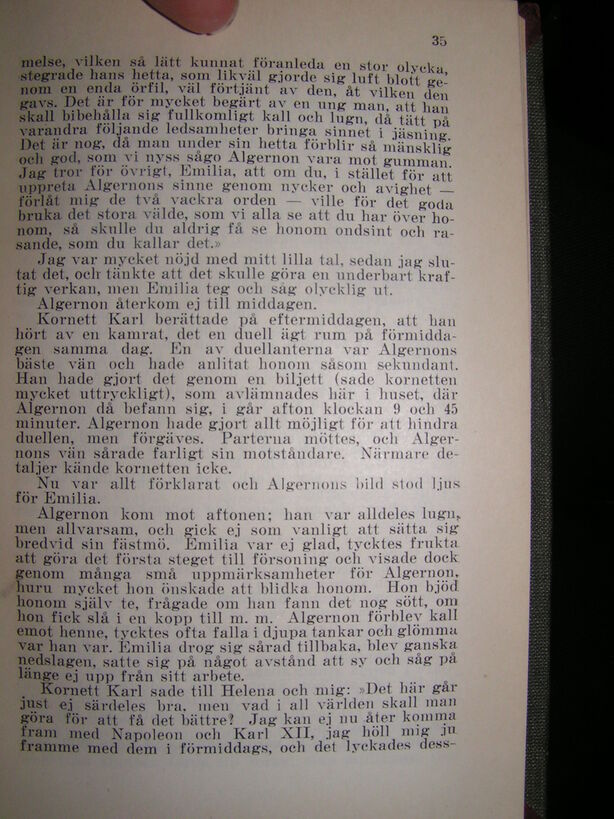 35
melse, vilken så lätt kunnat föranleda en stor olycka,
stegrade hans hetta, som likväl gjorde sig luft blott ge-
nom en enda örfil, väl förtjänt av den, åt vilken den
gavs. Det är för mycket begärt av en ung man, att han
skall bibehålla sig fullkomligt kall och lugn, då tätt på
varandra följande ledsamheter bringa sinnet i jäsning.
Det är nog, då man under sin hetta förblir så mänsklig
och god, som vi nyss sågo Algernon vara mot gumman.
Jag tror för övrigt, Emilia, att om du, i stället för att
uppreta Algernons sinne genom nycker och avighet —
förlåt mig de två vackra orden — ville för det goda
bruka det stora välde, som vi alla se att du har över ho-
nom, så skulle du aldrig få se honom ondsint och ra-
sande, som du kallar det.»
Jag var mycket nöjd med mitt lilla tal, sedan jag slu-
tat det, och tänkte att det skulle göra en underbart kraf-
tig verkan, men Emilia teg och såg olycklig ut.
Algernon återkom ej till middagen.
Kornett Karl berättade på eftermiddagen, att han
hört av en kamrat, det en duell ägt rum på förmidda-
gen samma dag. En av duellanterna var Algernons
bäste vän och hade anlitat honom såsom sekundant.
Han hade gjort det genom en biljett (sade kornetten
mycket uttryckligt), som avlämnades här i huset, där
Algernon då befann sig, i går afton klockan 9 och 45
minuter. Algernon hade gjort allt möjligt för att hindra
duellen, men förgäves. Parterna möttes, och Alger-
nons vän sårade farligt sin motståndare. Närmare de-
taljer kände kornetten icke.
Nu var allt förklarat och Algernons bild stod ljus
för Emilia.
Algernon kom mot aftonen; han var alldeles lugn,
men allvarsam, och gick ej som vanligt att sätta sig
bredvid sin fästmö. Emilia var ej glad, tycktes frukta
att göra det första steget till försoning och visade dock
genom många små uppmärksamheter för Algernon,
huru mycket hon önskade att blidka honom. Hon bjöd
honom själv te, frågade om han fann det nog sött, om
hon fick slå i en kopp till m. m. Algernon förblev kall
emot henne, tycktes ofta falla i djupa tankar och glömma
var han var. Emilia drog sig sårad tillbaka, blev ganska
nedslagen, satte sig på något avstånd att sy och såg på
länge ej upp från sitt arbete.
Kornett Karl sade till Helena och mig: »Det här går
just ej särdeles bra, men vad i all världen skall man
göra för att få det bättre? Jag kan ej nu åter komma
fram med Napoleon och Karl XII, jag höll mig ju
framme med dem i förmiddags, och det lyckades dess-